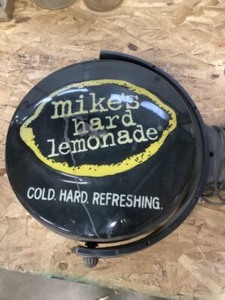 mike's
hard
lemonade
COLD. HARD. REFRESHING.